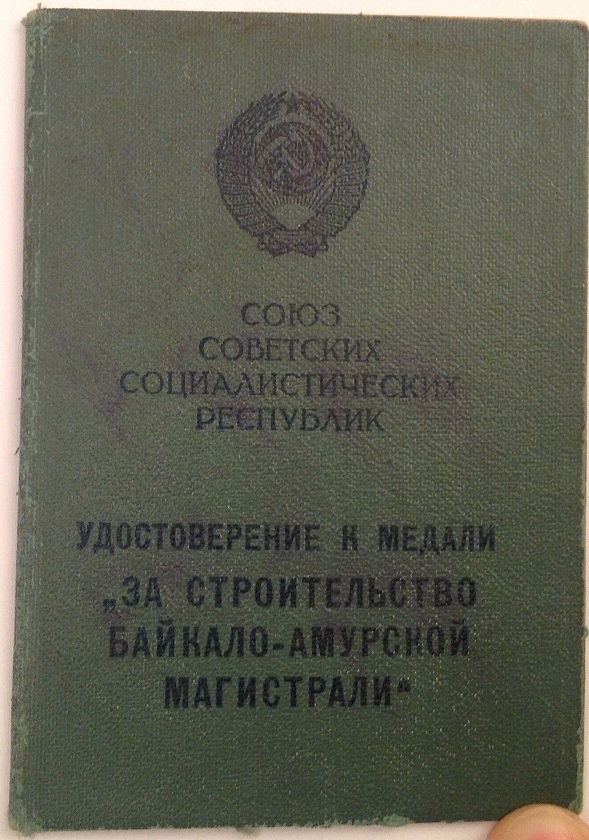 СОЮЗ
СОВЕТСКИХ
СОЦИАЛИСТИЧЕСКИХ
РЕСПУБЛИК
УДОСТОВЕРЕНИЕ К МЕДАЛИ
„ЗА СТРОИТЕЛЬСТВО
БАЙКАЛО-АМУРСКОЙ
МАГИСТРАЛИ“